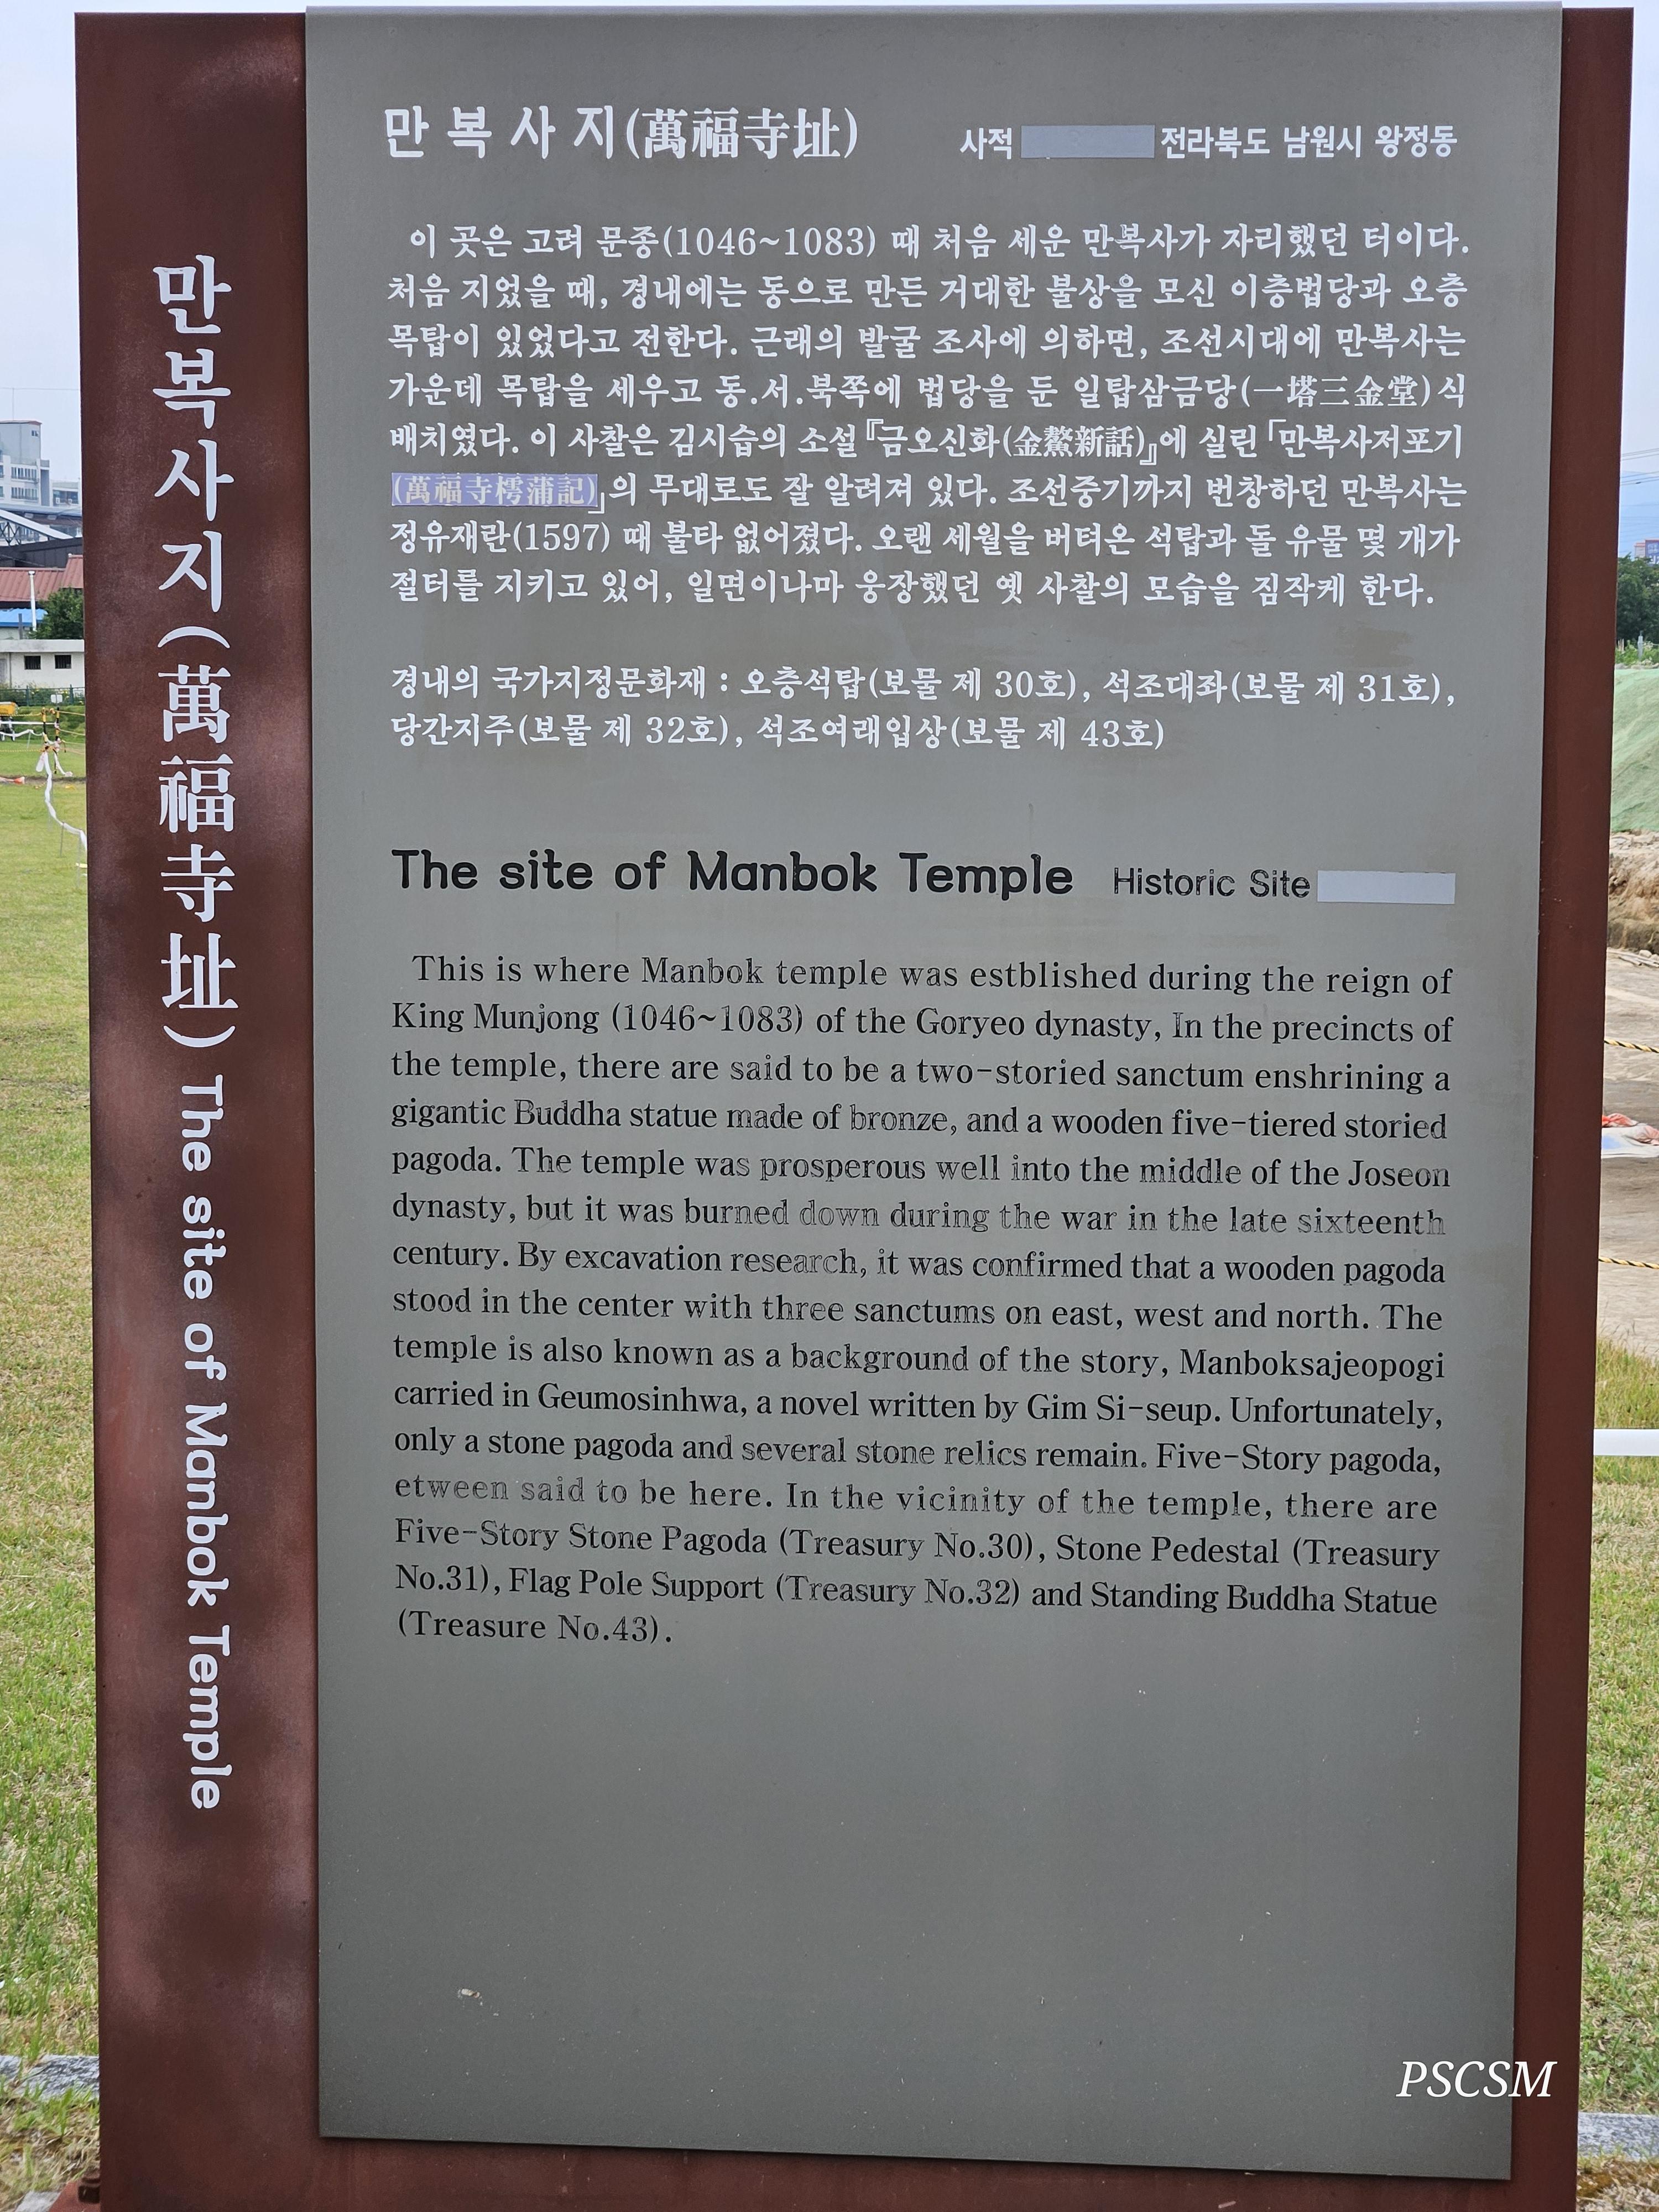 만복사지(萬福寺址) The site of Manbok Temple
만복사지(萬福寺址) 사적 전라북도 남원시 왕정동
이 곳은 고려 문종(1046~1083) 때 처음 세운 만복사가 자리했던 터이다.
처음 지었을 때, 경내에는 동으로 만든 거대한 불상을 모신 이층법당과 오층
목탑이 있었다고 전한다. 근래의 발굴 조사에 의하면, 조선시대에 만복사는
가운데 목탑을 세우고 동.서.북쪽에 법당을 둔 일탑삼금당(一塔三金堂)식
배치였다. 이 사찰은 김시습의 소설『금오신화(金鰲新話)』에 실린「만복사저포기
(萬福寺樗蒲記)」의 무대로도 잘 알려져 있다. 조선중기까지 번창하던 만복사는
정유재란(1597) 때 불타 없어졌다. 오랜 세월을 버텨온 석탑과 돌 유물 몇 개가
절터를 지키고 있어, 일면이나마 웅장했던 옛 사찰의 모습을 짐작케 한다.
경내의 국가지정문화재 : 오층석탑(보물 제 30호), 석조대좌(보물 제 31호),
당간지주(보물 제 32호), 석조여래입상(보물 제 43호)
The site of Manbok Temple Historic Site
This is where Manbok temple was estblished during the reign of
King Munjong (1046~1083) of the Goryeo dynasty, In the precincts of
the temple, there are said to be a two-storied sanctum enshrining a
gigantic Buddha statue made of bronze, and a wooden five-tiered storied
pagoda. The temple was prosperous well into the middle of the Joseon
dynasty, but it was burned down during the war in the late sixteenth
century. By excavation research, it was confirmed that a wooden pagoda
stood in the center with three sanctums on east, west and north. The
temple is also known as a background of the story, Manboksajeopogi
carried in Geumosinhwa, a novel written by Gim Si-seup. Unfortunately,
only a stone pagoda and several stone relics remain. Five-Story pagoda,
etween said to be here. In the vicinity of the temple, there are
Five-Story Stone Pagoda (Treasury No.30), Stone Pedestal (Treasury
No.31), Flag Pole Support (Treasury No.32) and Standing Buddha Statue
(Treasure No.43).
PSCSM